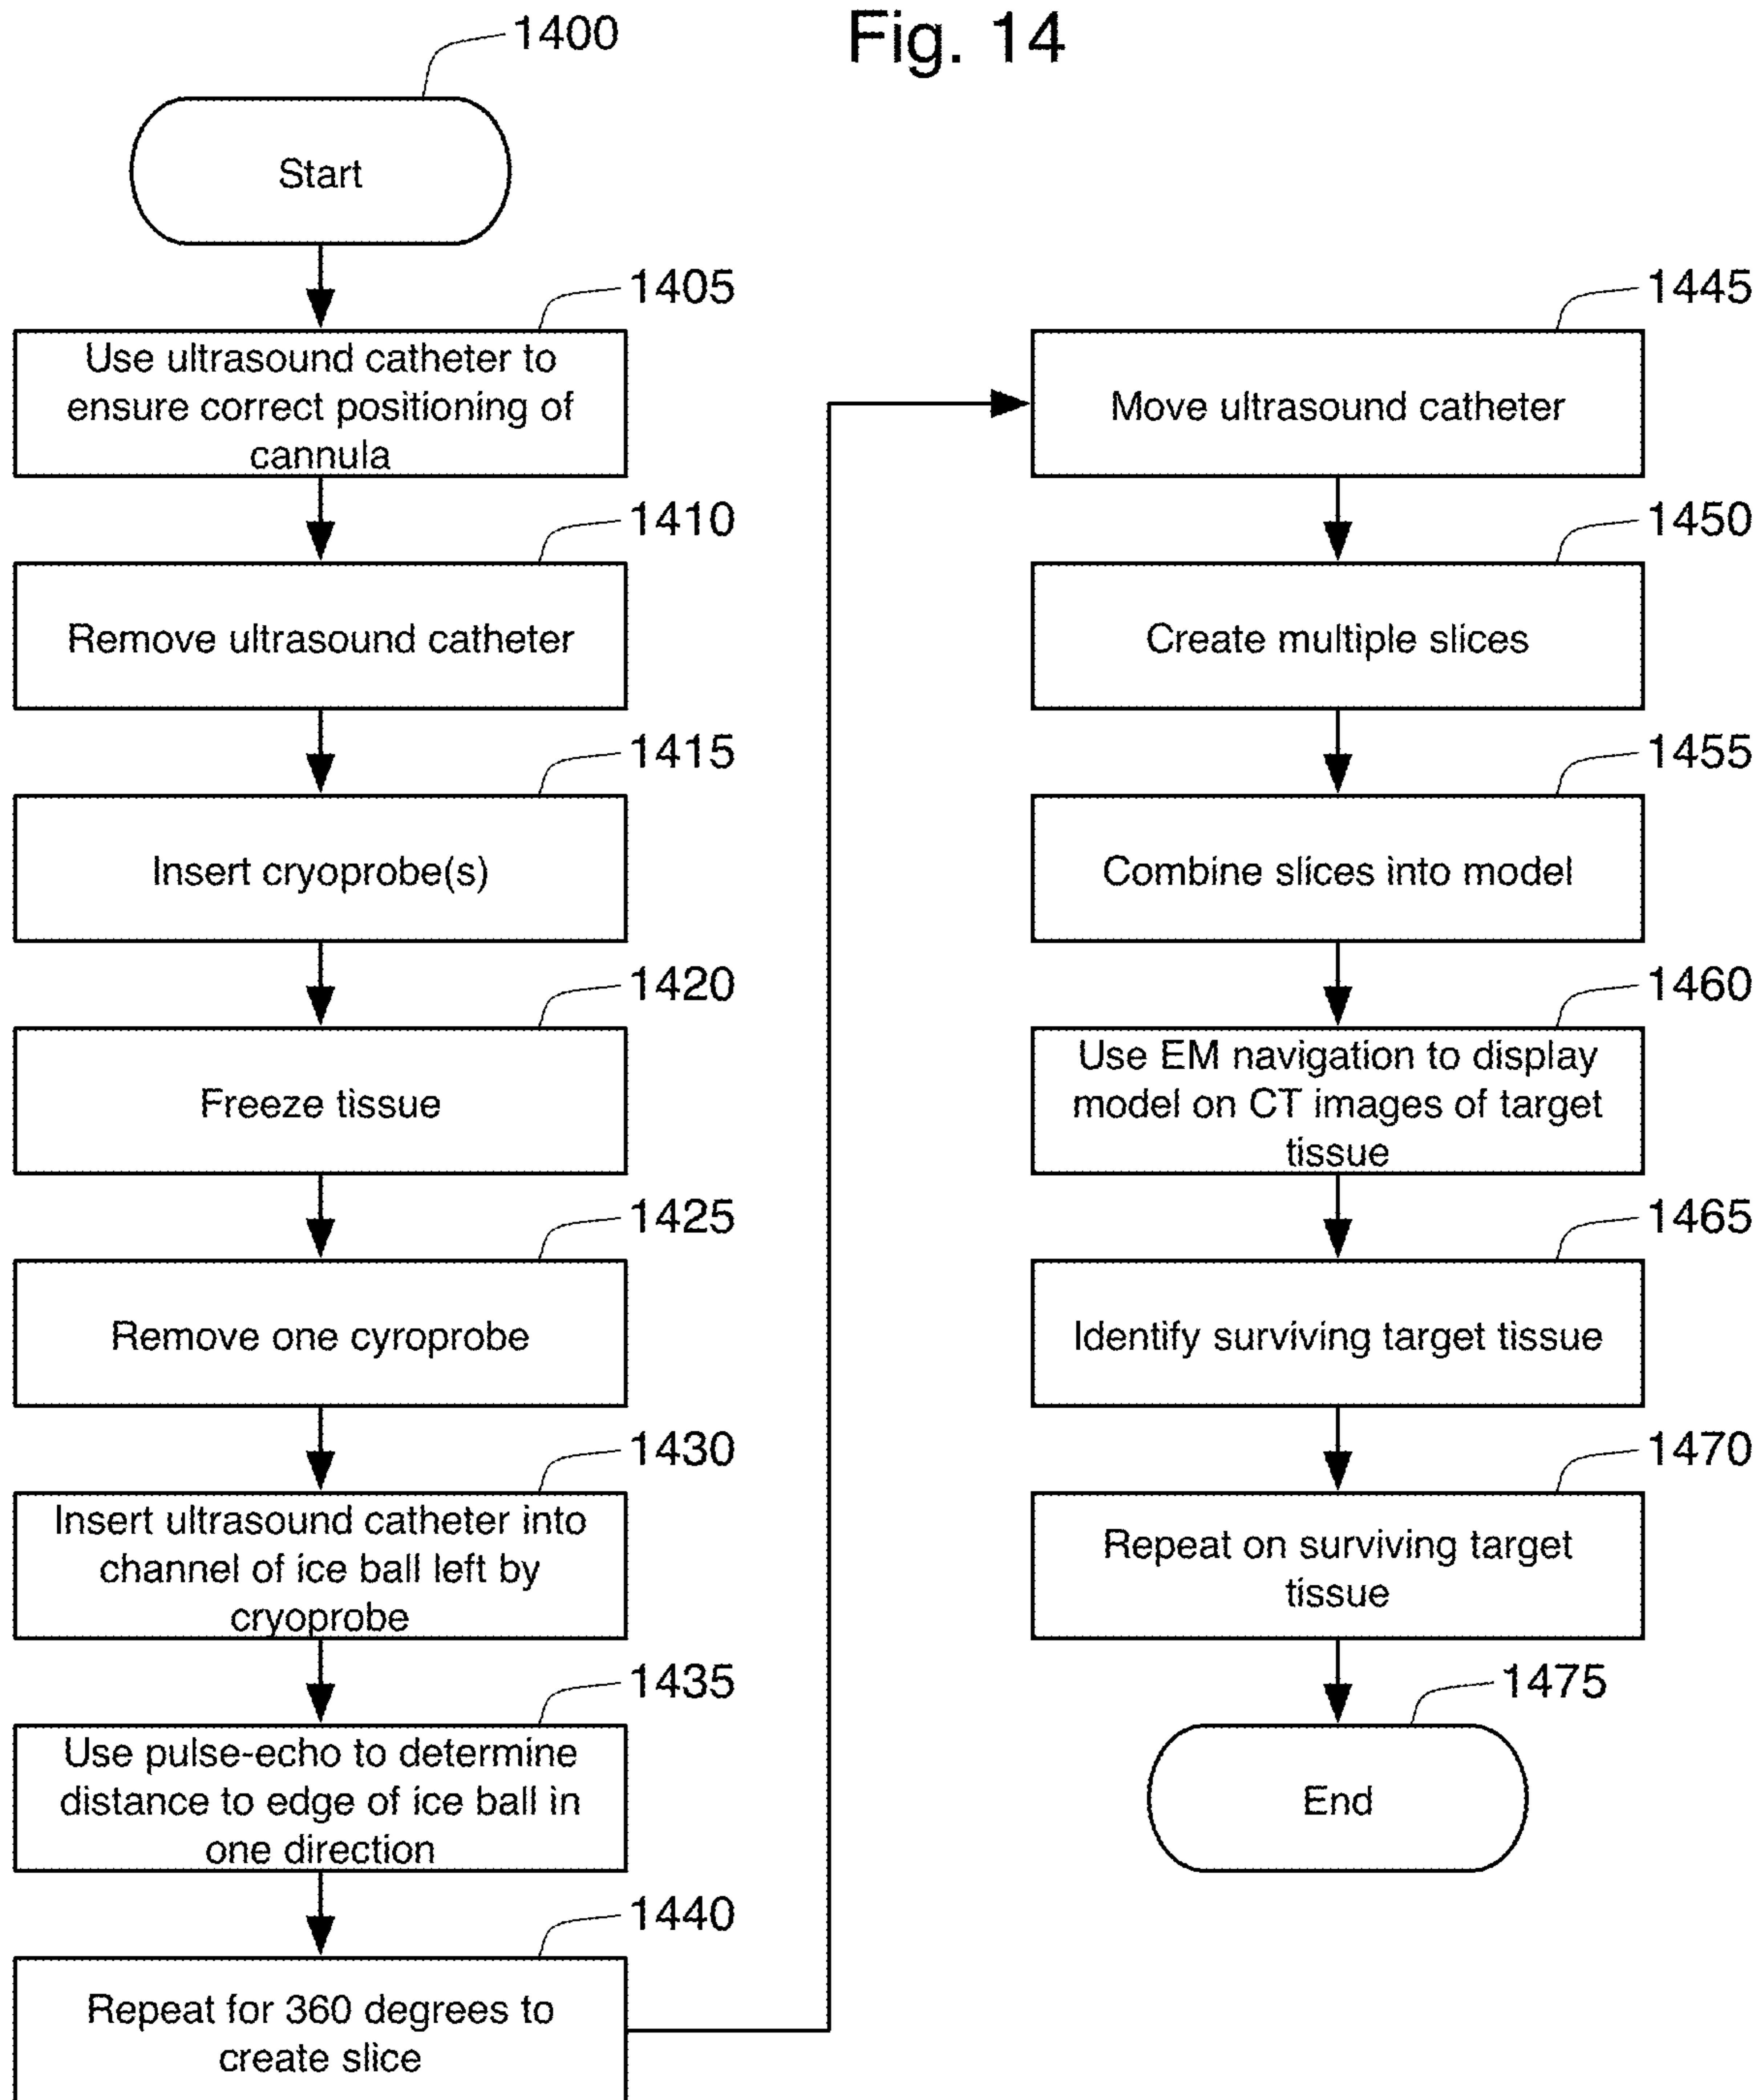 Fig. 14
1400
Start
1405
Use ultrasound catheter to
ensure correct positioning of
cannula
1410
Remove ultrasound catheter
1415
Insert cryoprobe(s)
1420
Freeze tissue
1425
Remove one cyroprobe
1430
Insert ultrasound catheter into
channel of ice ball left by
cryoprobe
1435
Use pulse-echo to determine
distance to edge of ice ball in
one direction
1440
Repeat for 360 degrees to
create slice
1445
Move ultrasound catheter
1450
Create multiple slices
1455
Combine slices into model
1460
Use EM navigation to display
model on CT images of target
tissue
1465
Identify surviving target tissue
1470
Repeat on surviving target
tissue
1475
End